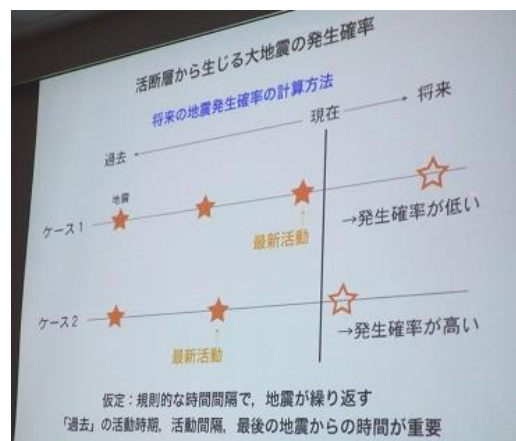 活断層から生じる大地震の発生確率
将来の地震発生確率の計算方法
過去
現在
将来
地震
ケース1
最新活動
→発生確率が低い
ケース2
最新活動
→発生確率が高い
仮定:規則的な時間間隔で,地震が繰り返す
「過去」の活動時期,活動間隔,最後の地震からの時間が重要